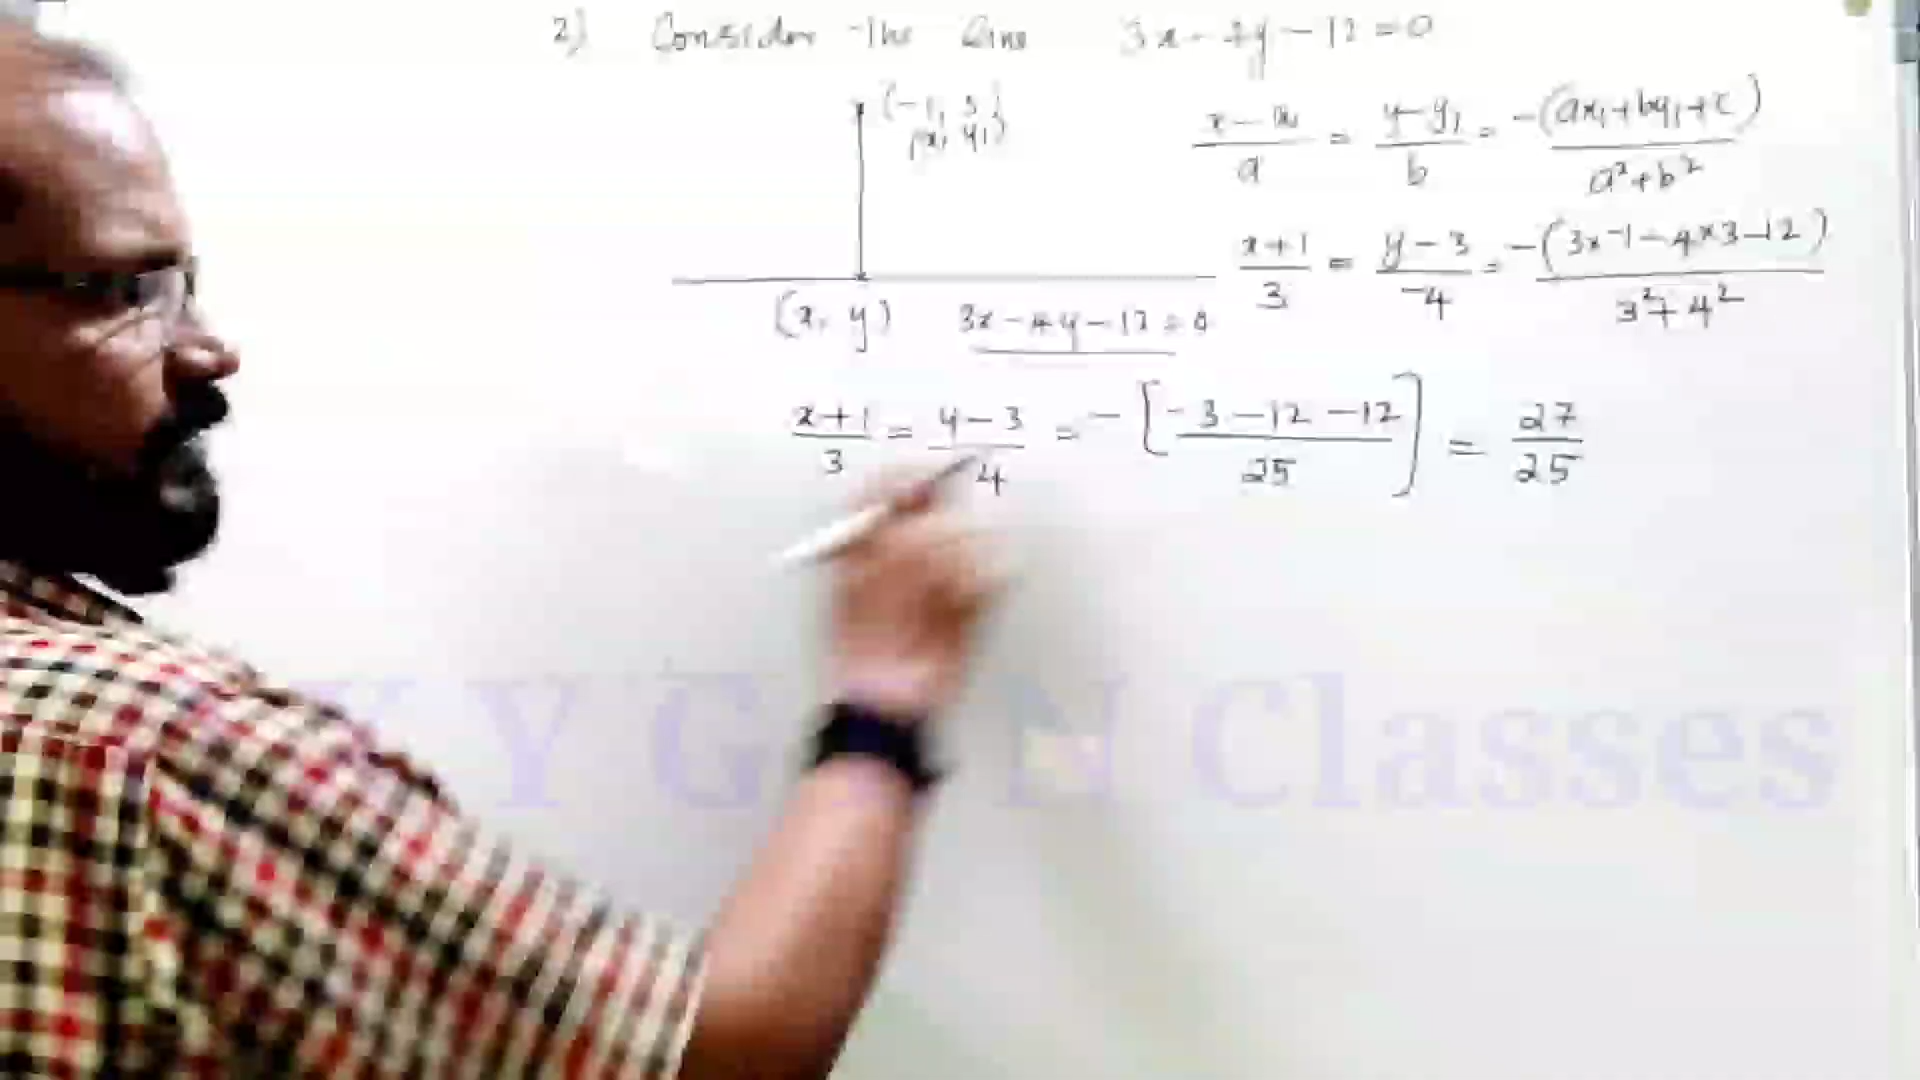 2) Consider the line 3x-4y-12=0
(-1, 3)
(x₁ y₁)
(x-x₁)/a = (y-y₁)/b = -(ax₁+by₁+c)/(a²+b²)
(x+1)/3 = (y-3)/-4 = -(3×-1-4×3-12)/(3²+4²)
(x, y) 3x-4y-12=0
(x+1)/3 = (y-3)/4 = -[(-3-12-12)/25] = 27/25
Classes